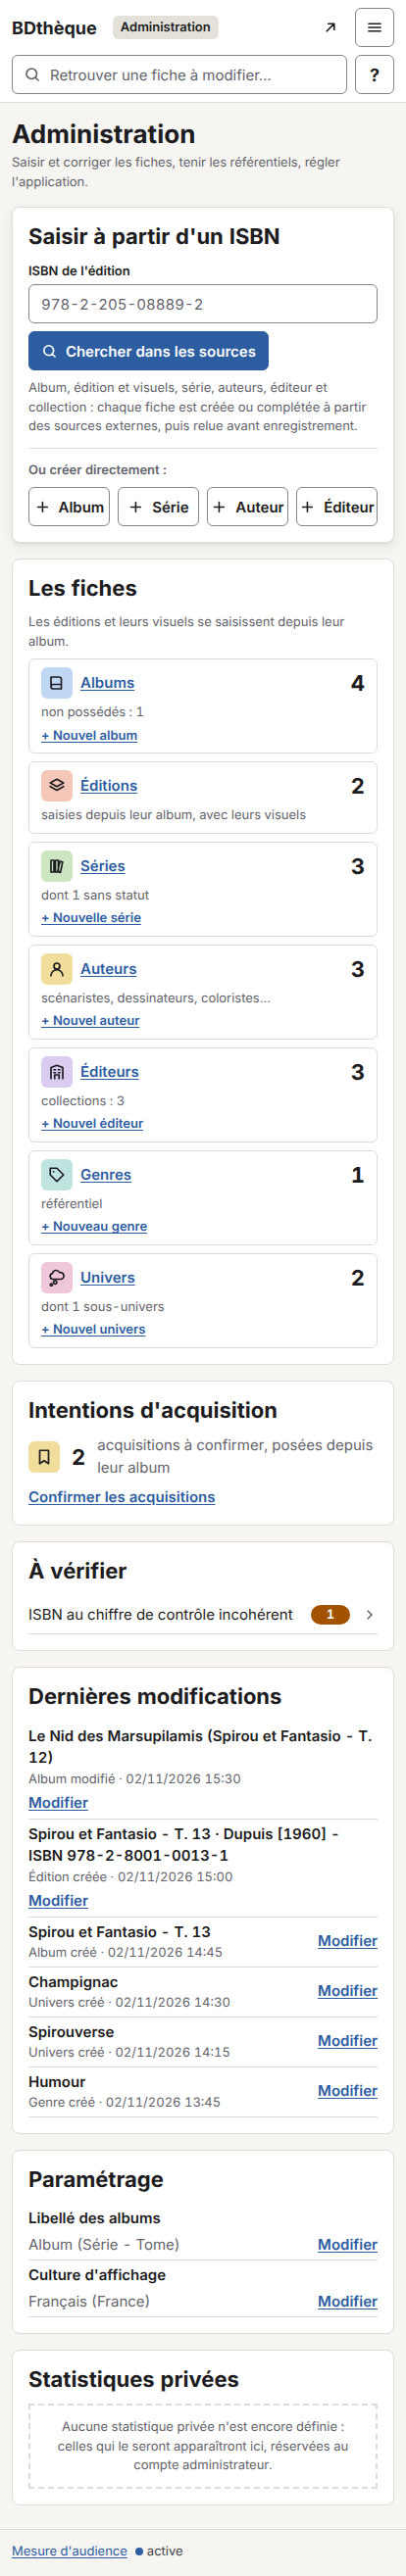 BDthèque Administration
Retrouver une fiche à modifier... ?
Administration
Saisir et corriger les fiches, tenir les référentiels, régler
l'application.
Saisir à partir d'un ISBN
ISBN de l'édition
978-2-205-08889-2
Chercher dans les sources
Album, édition et visuels, série, auteurs, éditeur et
collection : chaque fiche est créée ou complétée à partir
des sources externes, puis relue avant enregistrement.
Ou créer directement :
+ Album + Série + Auteur + Éditeur
Les fiches
Les éditions et leurs visuels se saisissent depuis leur
album.
Albums 4
non possédés : 1
+ Nouvel album
Éditions 2
saisies depuis leur album, avec leurs visuels
Séries 3
dont 1 sans statut
+ Nouvelle série
Auteurs 3
scénaristes, dessinateurs, coloristes...
+ Nouvel auteur
Éditeurs 3
collections : 3
+ Nouvel éditeur
Genres 1
référentiel
+ Nouveau genre
Univers 2
dont 1 sous-univers
+ Nouvel univers
Intentions d'acquisition
2 acquisitions à confirmer, posées depuis
leur album
Confirmer les acquisitions
À vérifier
ISBN au chiffre de contrôle incohérent 1
Dernières modifications
Le Nid des Marsupilamis (Spirou et Fantasio - T.
12)
Album modifié · 02/11/2026 15:30
Modifier
Spirou et Fantasio - T. 13 · Dupuis [1960] -
ISBN 978-2-8001-0013-1
Édition créée · 02/11/2026 15:00
Modifier
Spirou et Fantasio - T. 13
Album créé · 02/11/2026 14:45
Modifier
Champignac
Univers créé · 02/11/2026 14:30
Modifier
Spirouverse
Univers créé · 02/11/2026 14:15
Modifier
Humour
Genre créé · 02/11/2026 13:45
Modifier
Paramétrage
Libellé des albums
Album (Série - Tome) Modifier
Culture d'affichage
Français (France) Modifier
Statistiques privées
Aucune statistique privée n'est encore définie :
celles qui le seront apparaîtront ici, réservées au
compte administrateur.
Mesure d'audience active